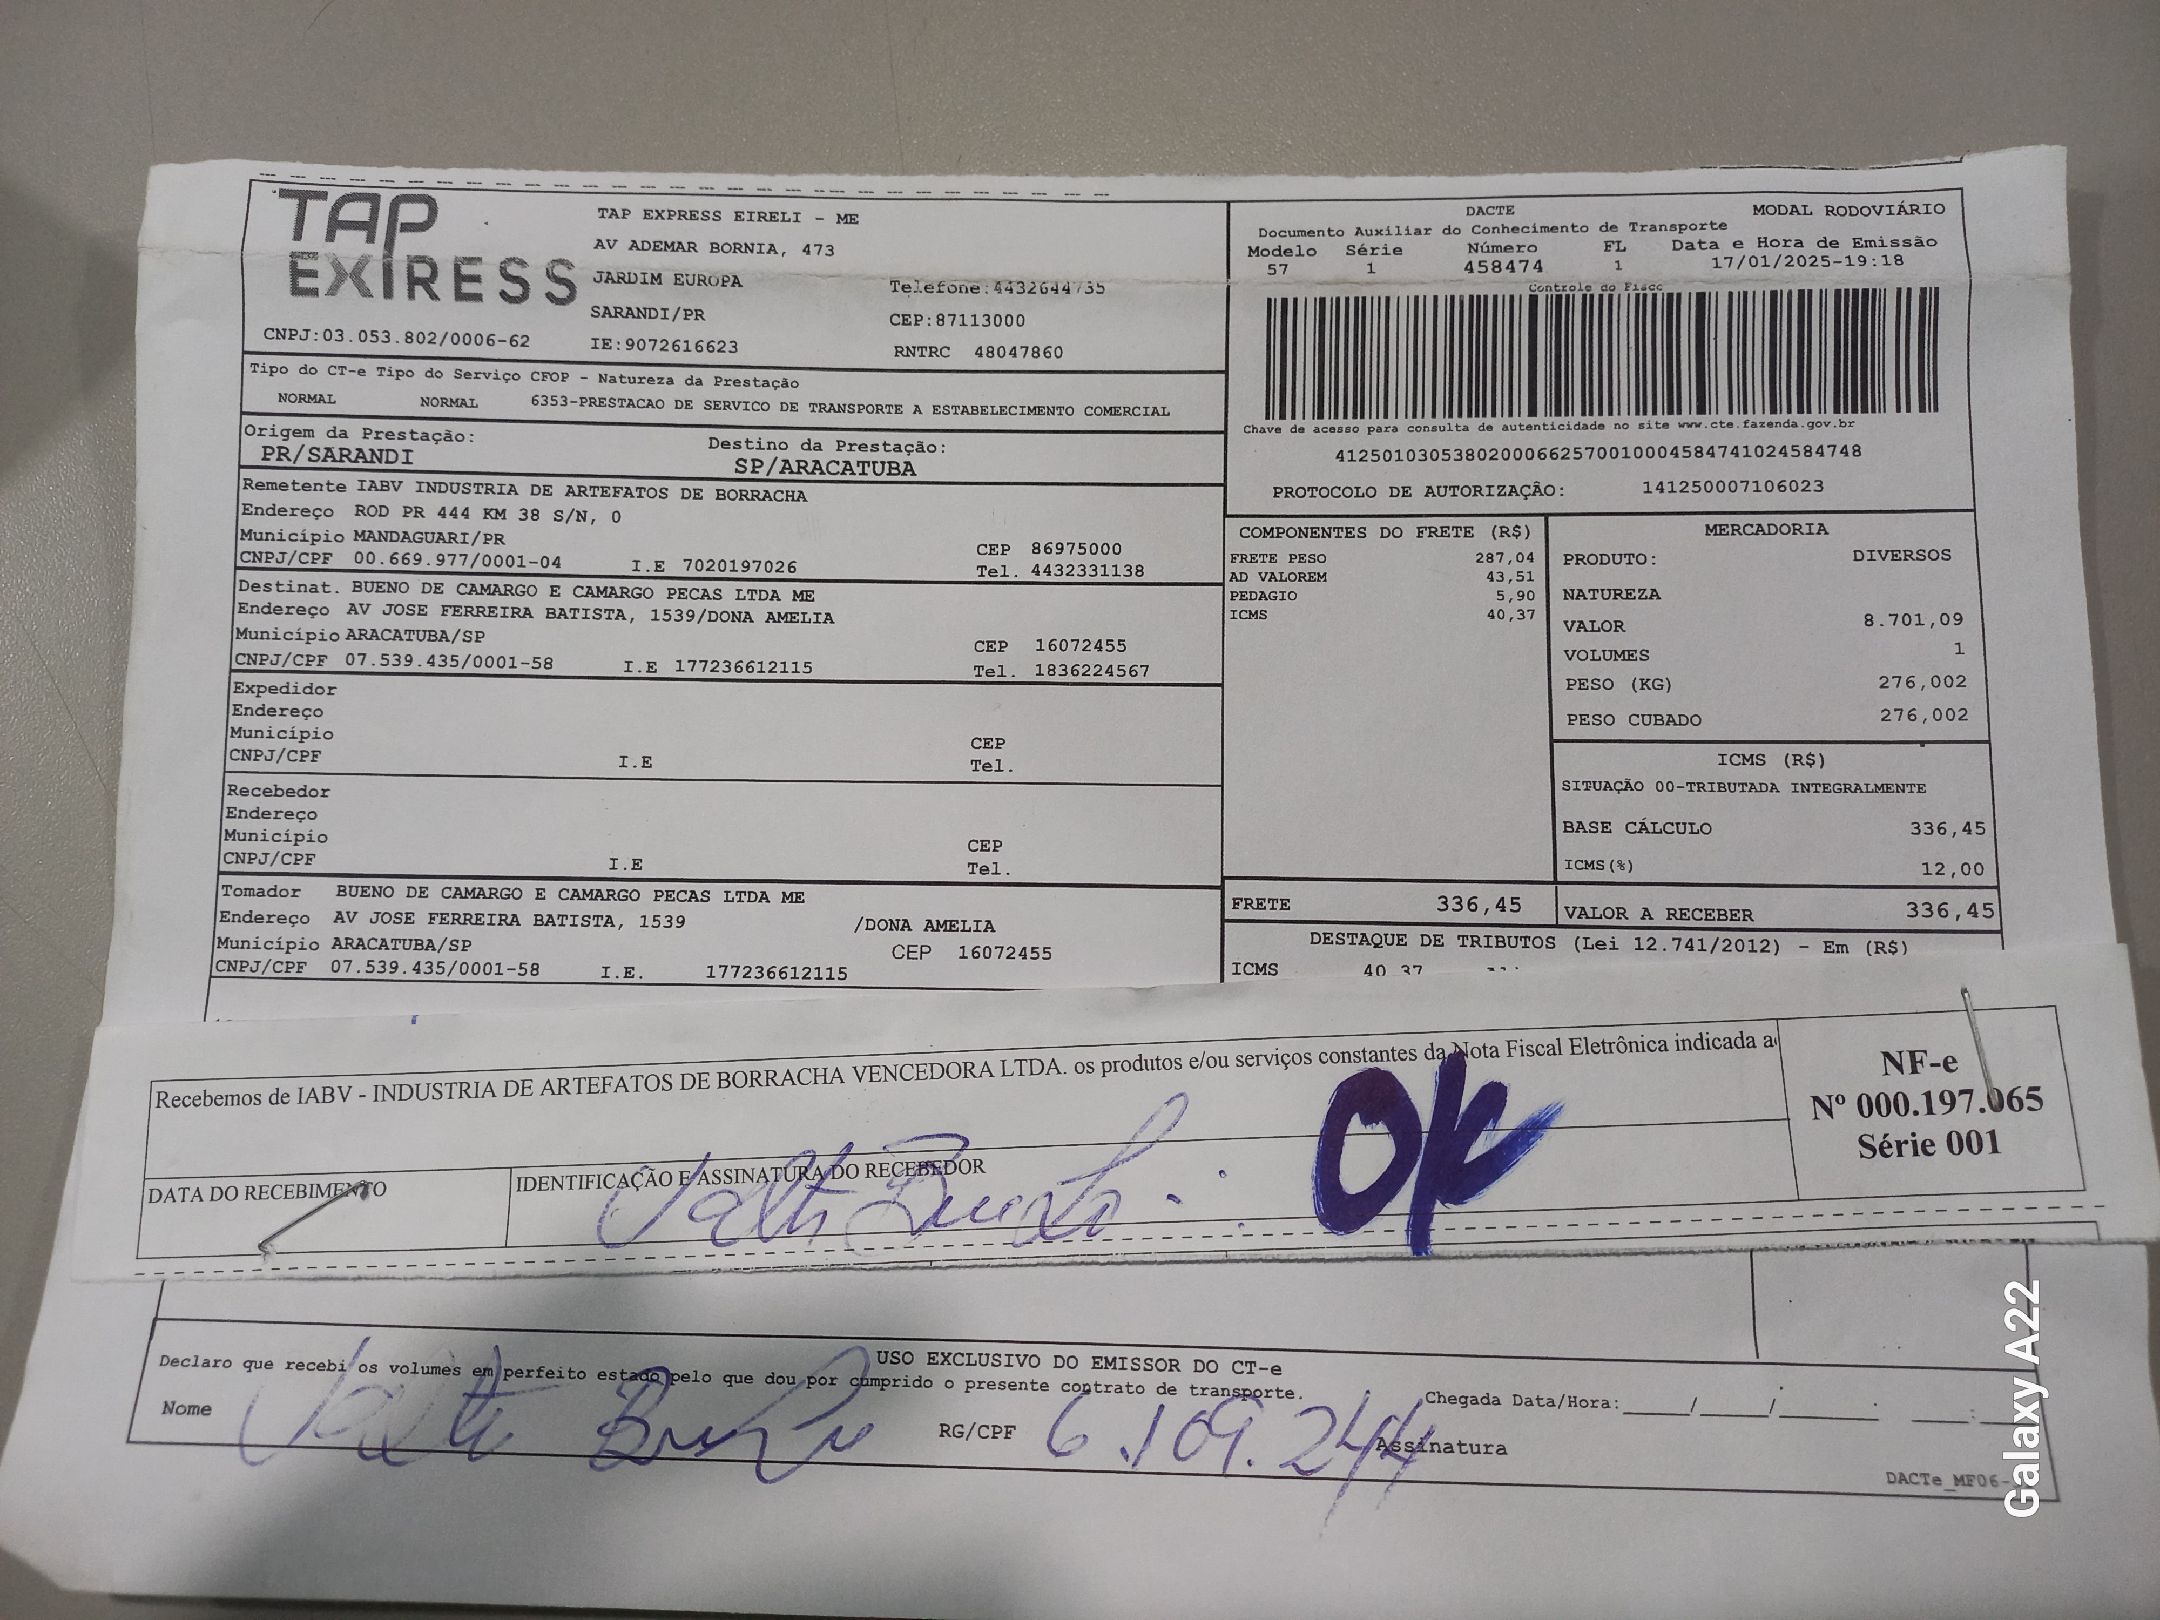 TAP
EXPRESS
TAP EXPRESS EIRELI - ME
AV ADEMAR BORNIA, 473
JARDIM EUROPA
Telefone:4432644735
SARANDI/PR
CEP:87113000
CNPJ:03.053.802/0006-62
IE:9072616623
RNTRC 48047860
DACTE
MODAL RODOVIÁRIO
Documento Auxiliar do Conhecimento de Transporte
Modelo Série Número FL Data e Hora de Emissão
57 1 458474 1 17/01/2025-19:18
Controle do Fisco
Chave de acesso para consulta de autenticidade no site www.cte.fazenda.gov.br
41250103053802000662570010004584741024584748
PROTOCOLO DE AUTORIZAÇÃO: 141250007106023
Tipo do CT-e Tipo do Serviço CFOP - Natureza da Prestação
NORMAL NORMAL 6353-PRESTACAO DE SERVICO DE TRANSPORTE A ESTABELECIMENTO COMERCIAL
Origem da Prestação: Destino da Prestação:
PR/SARANDI SP/ARACATUBA
Remetente IABV INDUSTRIA DE ARTEFATOS DE BORRACHA
Endereço ROD PR 444 KM 38 S/N, 0
Município MANDAGUARI/PR CEP 86975000
CNPJ/CPF 00.669.977/0001-04 I.E 7020197026 Tel. 4432331138
Destinat. BUENO DE CAMARGO E CAMARGO PECAS LTDA ME
Endereço AV JOSE FERREIRA BATISTA, 1539/DONA AMELIA
Município ARACATUBA/SP CEP 16072455
CNPJ/CPF 07.539.435/0001-58 I.E 177236612115 Tel. 1836224567
Expedidor
Endereço
Município CEP
CNPJ/CPF I.E Tel.
Recebedor
Endereço
Município CEP
CNPJ/CPF I.E Tel.
Tomador BUENO DE CAMARGO E CAMARGO PECAS LTDA ME
Endereço AV JOSE FERREIRA BATISTA, 1539 /DONA AMELIA
Município ARACATUBA/SP CEP 16072455
CNPJ/CPF 07.539.435/0001-58 I.E. 177236612115
COMPONENTES DO FRETE (R$)
FRETE PESO 287,04
AD VALOREM 43,51
PEDAGIO 5,90
ICMS 40,37
MERCADORIA
PRODUTO: DIVERSOS
NATUREZA
VALOR 8.701,09
VOLUMES 1
PESO (KG) 276,002
PESO CUBADO 276,002
ICMS (R$)
SITUAÇÃO 00-TRIBUTADA INTEGRALMENTE
BASE CÁLCULO 336,45
ICMS(%) 12,00
FRETE 336,45
VALOR A RECEBER 336,45
DESTAQUE DE TRIBUTOS (Lei 12.741/2012) - Em (R$)
ICMS 40,37
Recebemos de IABV - INDUSTRIA DE ARTEFATOS DE BORRACHA VENCEDORA LTDA. os produtos e/ou serviços constantes da Nota Fiscal Eletrônica indicada
NF-e
Nº 000.197.065
Série 001
DATA DO RECEBIMENTO
IDENTIFICAÇÃO E ASSINATURA DO RECEBEDOR
OK
USO EXCLUSIVO DO EMISSOR DO CT-e
Declaro que recebi os volumes em perfeito estado pelo que dou por cumprido o presente contrato de transporte.
Chegada Data/Hora: / / :
Nome
RG/CPF 6.109.244
Assinatura
DACTe_MF06-
Galaxy A22